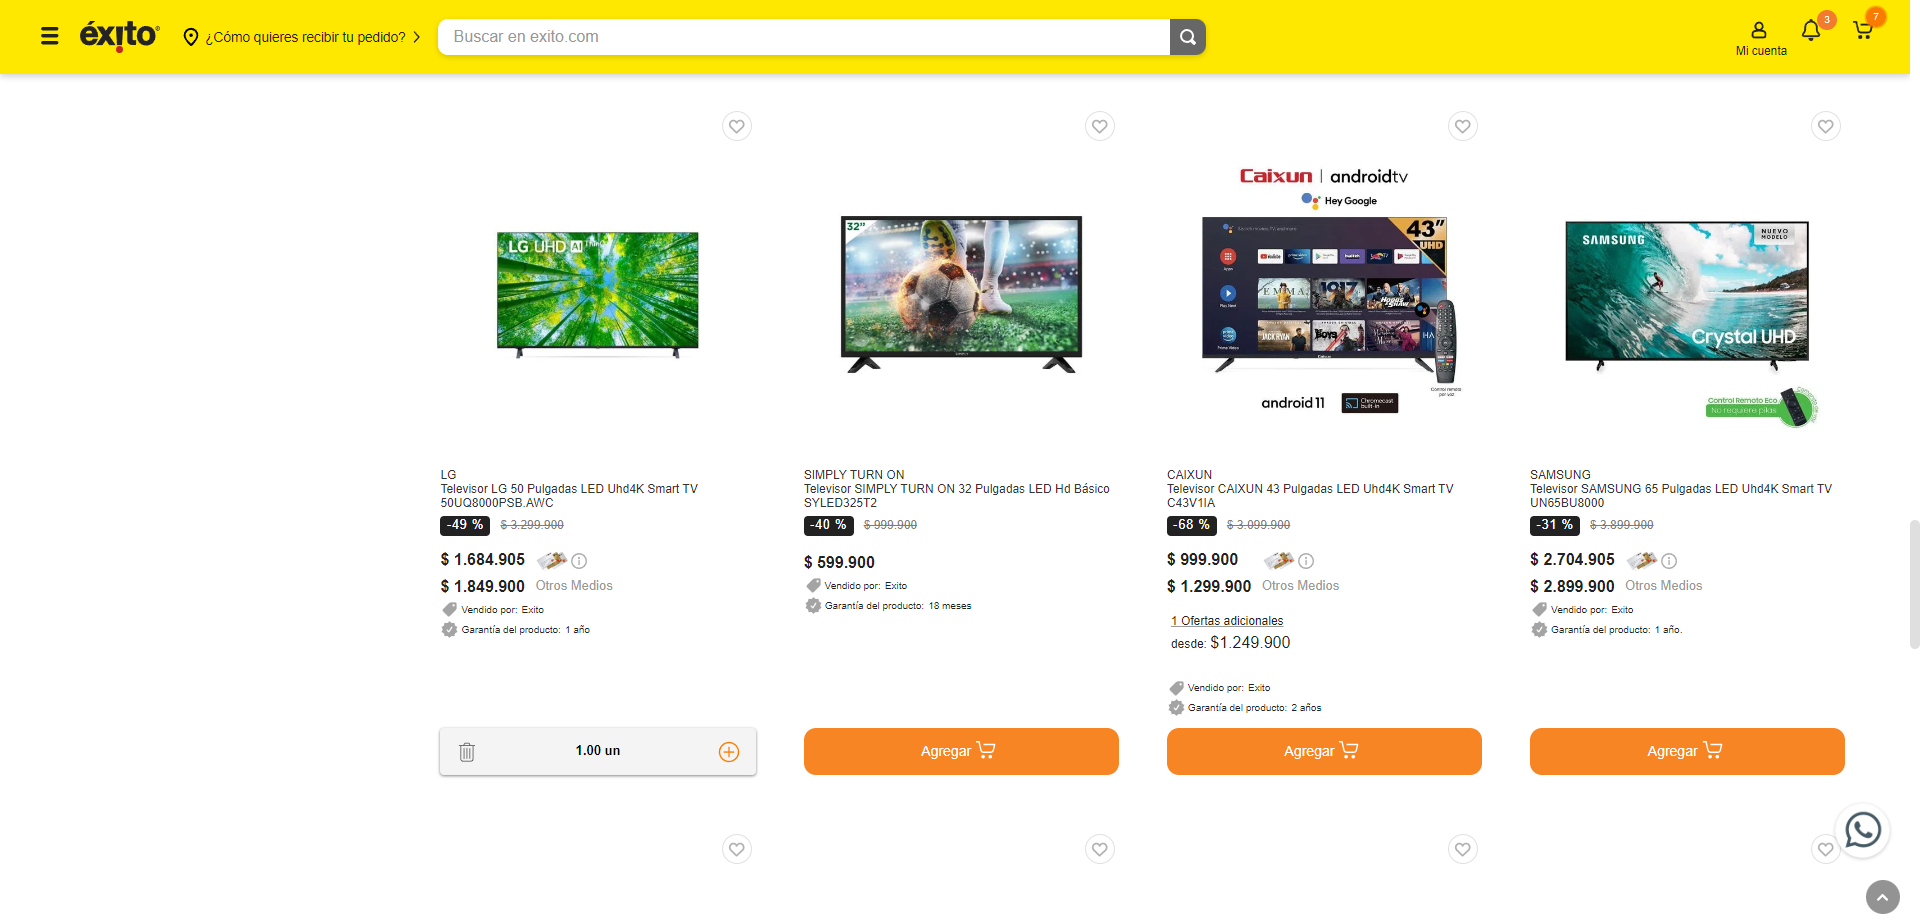 éxito
¿Cómo quieres recibir tu pedido?
Buscar en exito.com
Mi cuenta
3
7
LG UHD AI ThinQ
32"
Caixun | androidtv
Hey Google
43"
UHD
Caixun
Control remoto
por voz
android 11
Chromecast
built-in
SAMSUNG
NUEVO
MODELO
Crystal UHD
Control Remoto Eco
No requiere pilas
LG
Televisor LG 50 Pulgadas LED Uhd4K Smart TV
50UQ8000PSB.AWC
-49 % $ 3.299.900
$ 1.684.905
$ 1.849.900 Otros Medios
Vendido por: Exito
Garantía del producto: 1 año
1.00 un
SIMPLY TURN ON
Televisor SIMPLY TURN ON 32 Pulgadas LED Hd Básico
SYLED325T2
-40 % $ 999.900
$ 599.900
Vendido por: Exito
Garantía del producto: 18 meses
Agregar
CAIXUN
Televisor CAIXUN 43 Pulgadas LED Uhd4K Smart TV
C43V1IA
-68 % $ 3.099.900
$ 999.900
$ 1.299.900 Otros Medios
1 Ofertas adicionales
desde: $1.249.900
Vendido por: Exito
Garantía del producto: 2 años
Agregar
SAMSUNG
Televisor SAMSUNG 65 Pulgadas LED Uhd4K Smart TV
UN65BU8000
-31 % $ 3.899.900
$ 2.704.905
$ 2.899.900 Otros Medios
Vendido por: Exito
Garantía del producto: 1 año.
Agregar